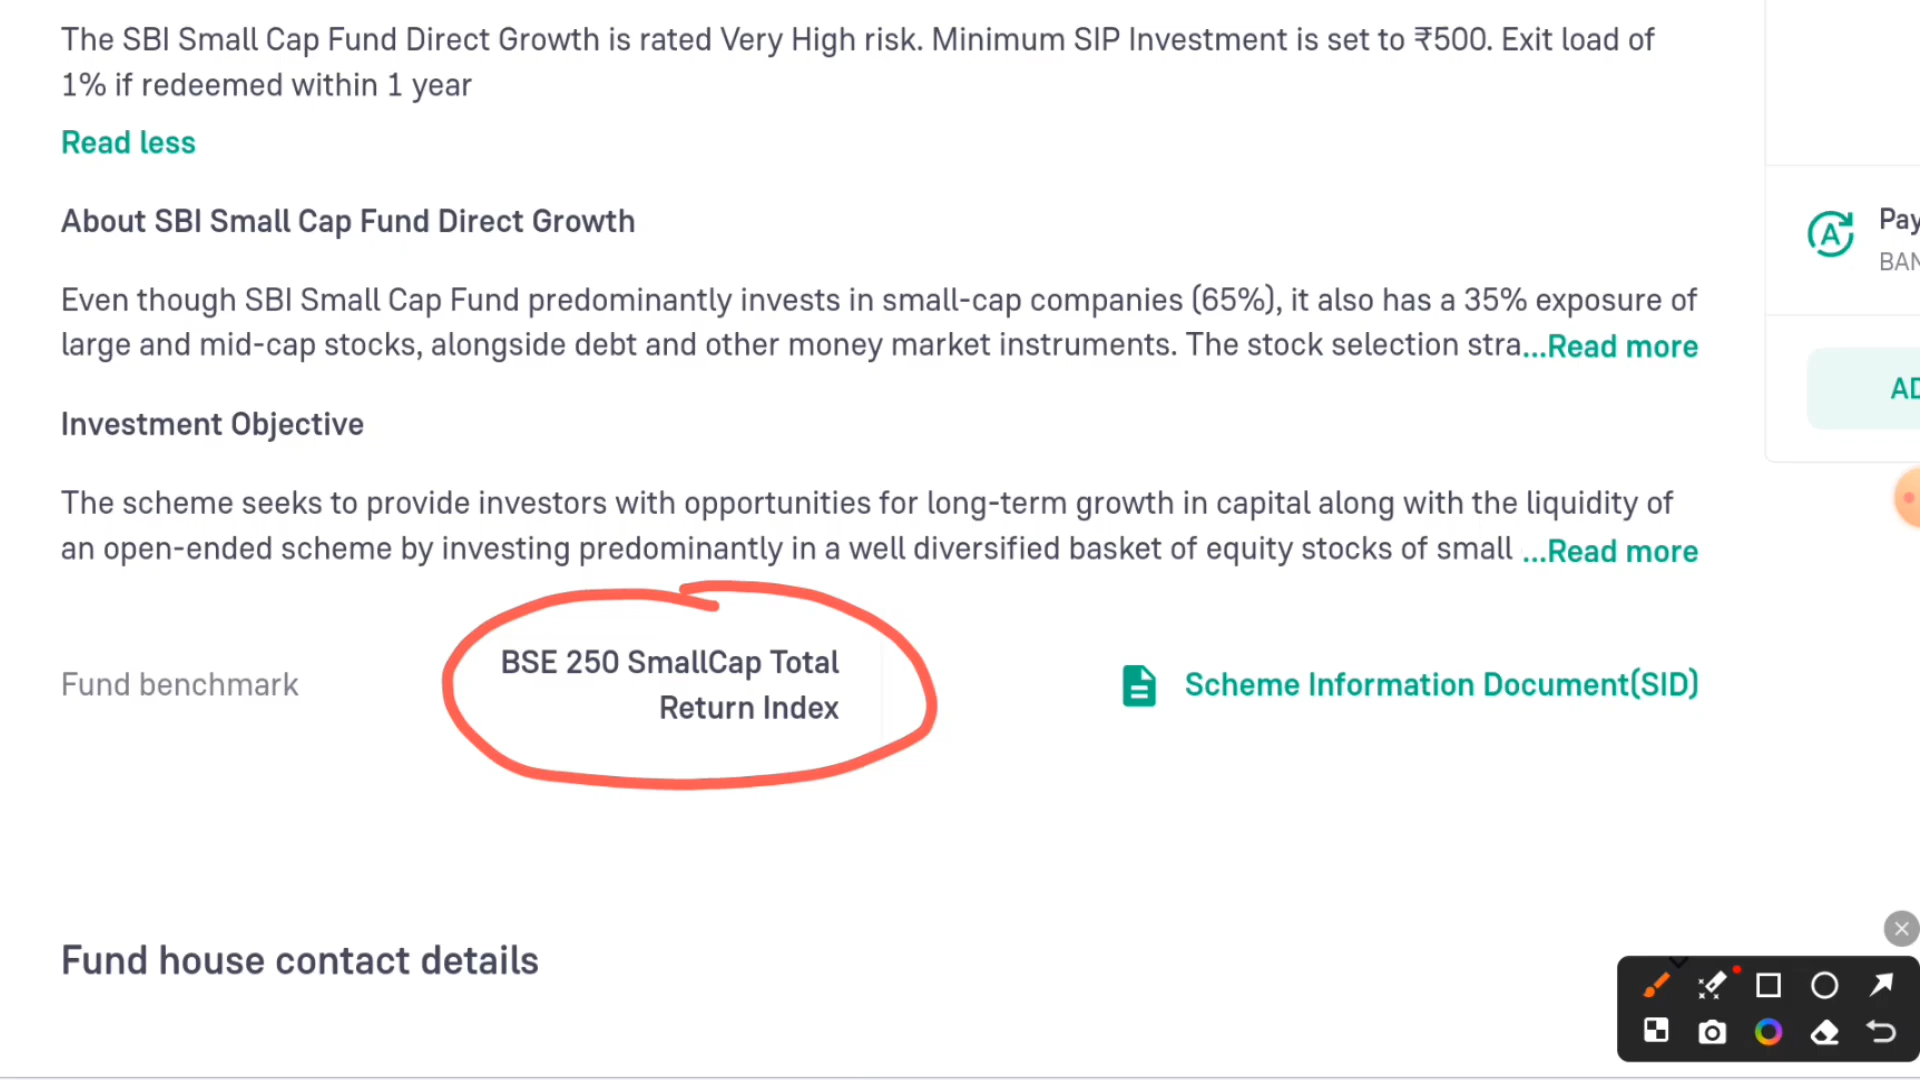 The SBI Small Cap Fund Direct Growth is rated Very High risk. Minimum SIP Investment is set to ₹500. Exit load of
1% if redeemed within 1 year
Read less
About SBI Small Cap Fund Direct Growth
Even though SBI Small Cap Fund predominantly invests in small-cap companies (65%), it also has a 35% exposure of
large and mid-cap stocks, alongside debt and other money market instruments. The stock selection stra...Read more
Investment Objective
The scheme seeks to provide investors with opportunities for long-term growth in capital along with the liquidity of
an open-ended scheme by investing predominantly in a well diversified basket of equity stocks of small ...Read more
Fund benchmark
BSE 250 SmallCap Total
Return Index
Scheme Information Document(SID)
Fund house contact details
A
Pay
BAN
AD